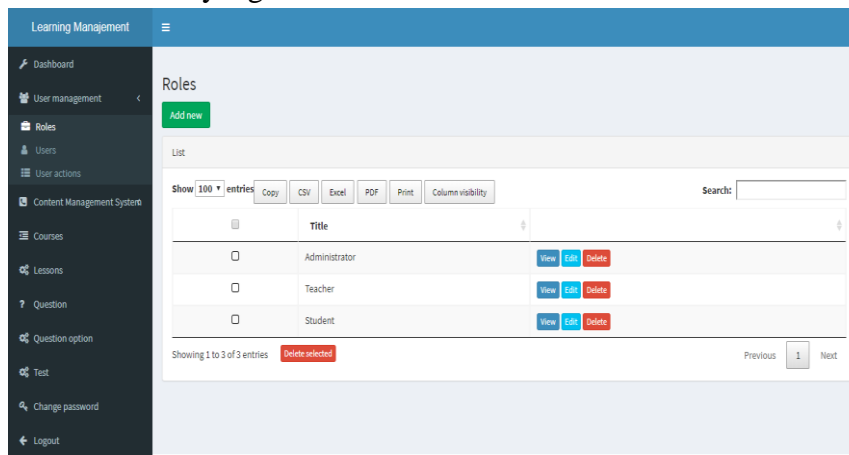 Learning Manajement
Dashboard
User management
Roles
Users
User actions
Content Management System
Courses
Lessons
Question
Question option
Test
Change password
Logout
Roles
Add new
List
Show 100 entries Copy CSV Excel PDF Print Column visibility Search:
Title
Administrator View Edit Delete
Teacher View Edit Delete
Student View Edit Delete
Showing 1 to 3 of 3 entries Delete selected Previous 1 Next